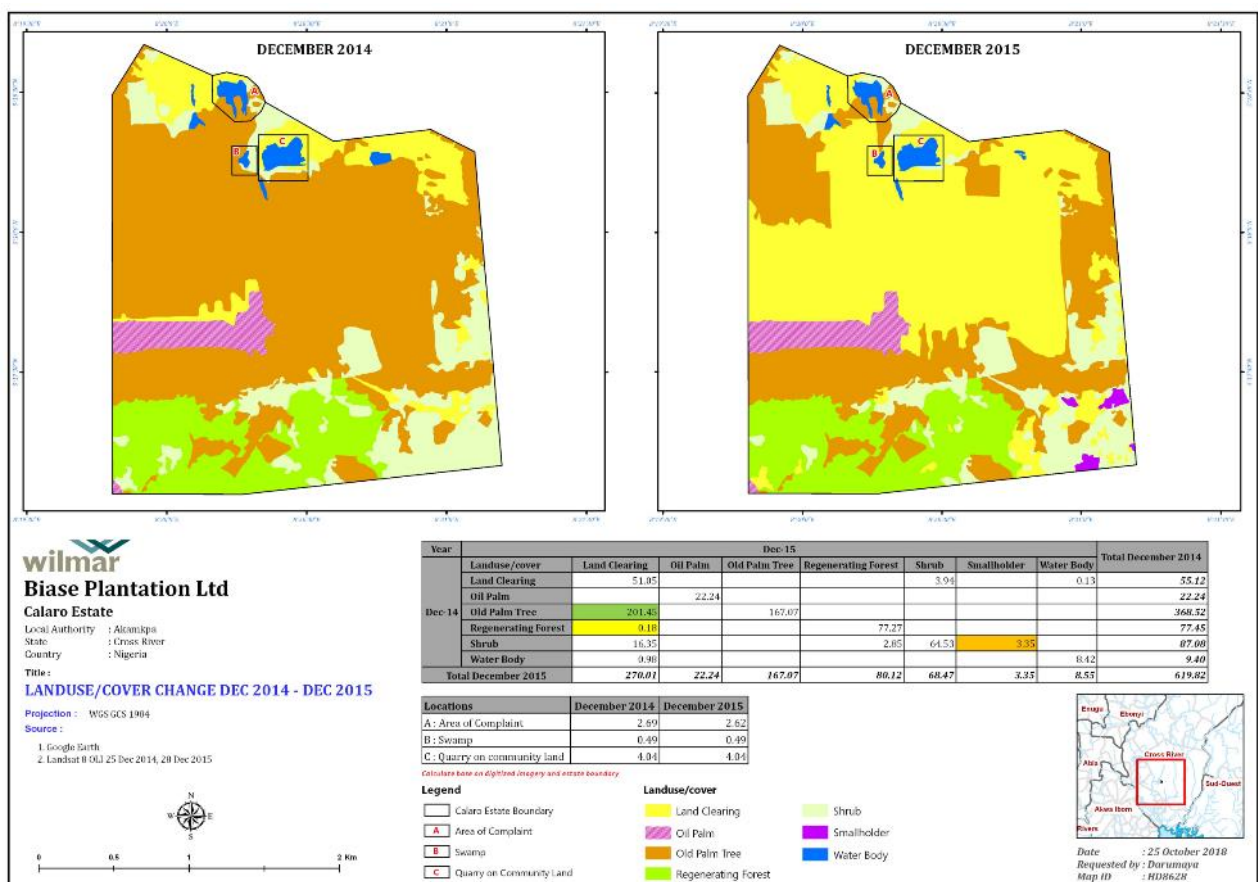 DECEMBER 2014
DECEMBER 2015
A
B
C
A
B
C
wilmar
Biase Plantation Ltd
Calaro Estate
Local Authority : Akamkpa
State : Cross River
Country : Nigeria
Title :
LANDUSE/COVER CHANGE DEC 2014 - DEC 2015
Projection : WGS GCS 1984
Source :
1. Google Earth
2. Landsat 8 OLI 25 Dec 2014, 28 Dec 2015
N
W E
S
0 0.5 1 2 Km
Year Dec-15 Total December 2014
Landuse/cover Land Clearing Oil Palm Old Palm Tree Regenerating Forest Shrub Smallholder Water Body
Dec-14
Land Clearing 51.05 3.94 0.13 55.12
Oil Palm 22.24 22.24
Old Palm Tree 201.45 167.07 368.52
Regenerating Forest 0.18 77.27 77.45
Shrub 16.35 2.85 64.53 3.35 87.08
Water Body 0.98 8.42 9.40
Total December 2015 270.01 22.24 167.07 80.12 68.47 3.35 8.55 619.82
Locations December 2014 December 2015
A : Area of Complaint 2.69 2.62
B : Swamp 0.49 0.49
C : Quarry on community land 4.04 4.04
Calculate base on digitized imagery and estate boundary
Legend
Calaro Estate Boundary
A Area of Complaint
B Swamp
C Quarry on Community Land
Landuse/cover
Land Clearing
Oil Palm
Old Palm Tree
Regenerating Forest
Shrub
Smallholder
Water Body
Enugu
Ebonyi
Cross River
Abia
Sud-Ouest
Akwa Ibom
Rivers
Date : 25 October 2018
Requested by : Darumaya
Map ID : HD8628